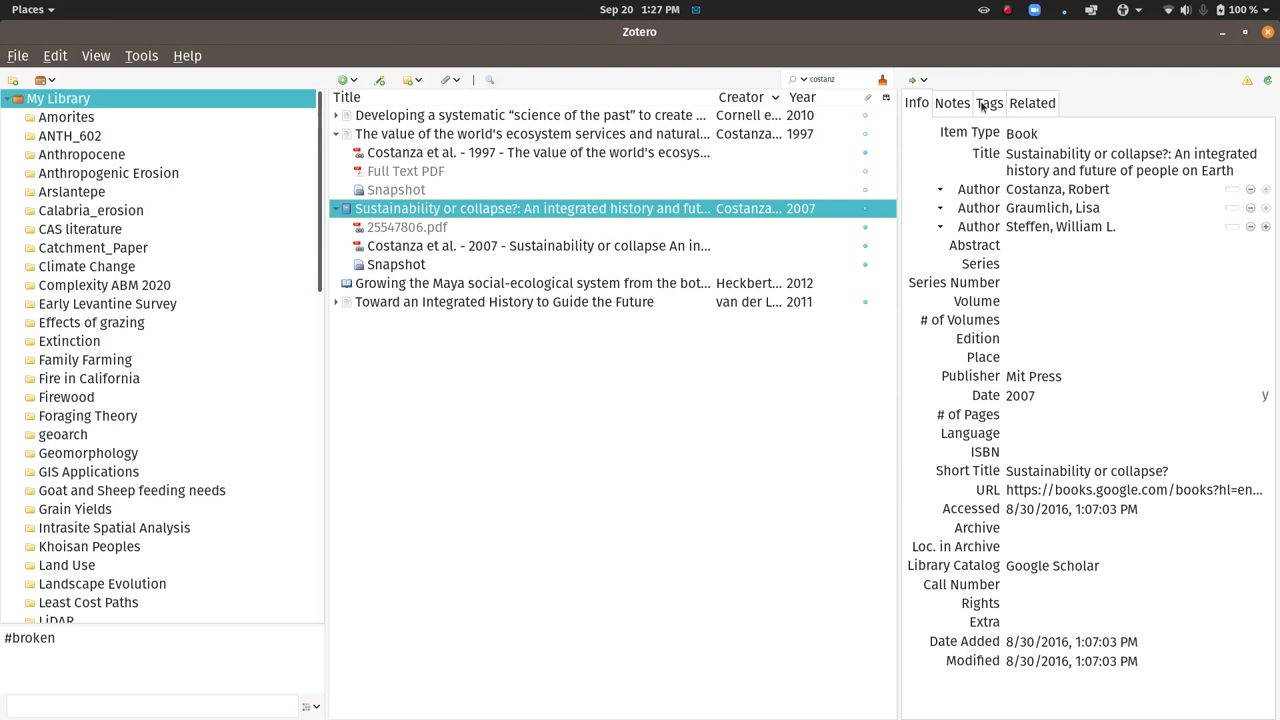 Places
Sep 20 1:27 PM
100 %
Zotero
File Edit View Tools Help
costanz
My Library
Amorites
ANTH_602
Anthropocene
Anthropogenic Erosion
Arslantepe
Calabria_erosion
CAS literature
Catchment_Paper
Climate Change
Complexity ABM 2020
Early Levantine Survey
Effects of grazing
Extinction
Family Farming
Fire in California
Firewood
Foraging Theory
geoarch
Geomorphology
GIS Applications
Goat and Sheep feeding needs
Grain Yields
Intrasite Spatial Analysis
Khoisan Peoples
Land Use
Landscape Evolution
Least Cost Paths
LiDAR
#broken
Title Creator Year
Developing a systematic “science of the past” to create ... Cornell e... 2010
The value of the world's ecosystem services and natural... Costanza... 1997
Costanza et al. - 1997 - The value of the world's ecosys...
Full Text PDF
Snapshot
Sustainability or collapse?: An integrated history and fut... Costanza... 2007
25547806.pdf
Costanza et al. - 2007 - Sustainability or collapse An in...
Snapshot
Growing the Maya social-ecological system from the bot... Heckbert... 2012
Toward an Integrated History to Guide the Future van der L... 2011
Info Notes Tags Related
Item Type Book
Title Sustainability or collapse?: An integrated
history and future of people on Earth
Author Costanza, Robert
Author Graumlich, Lisa
Author Steffen, William L.
Abstract
Series
Series Number
Volume
# of Volumes
Edition
Place
Publisher Mit Press
Date 2007 y
# of Pages
Language
ISBN
Short Title Sustainability or collapse?
URL https://books.google.com/books?hl=en...
Accessed 8/30/2016, 1:07:03 PM
Archive
Loc. in Archive
Library Catalog Google Scholar
Call Number
Rights
Extra
Date Added 8/30/2016, 1:07:03 PM
Modified 8/30/2016, 1:07:03 PM